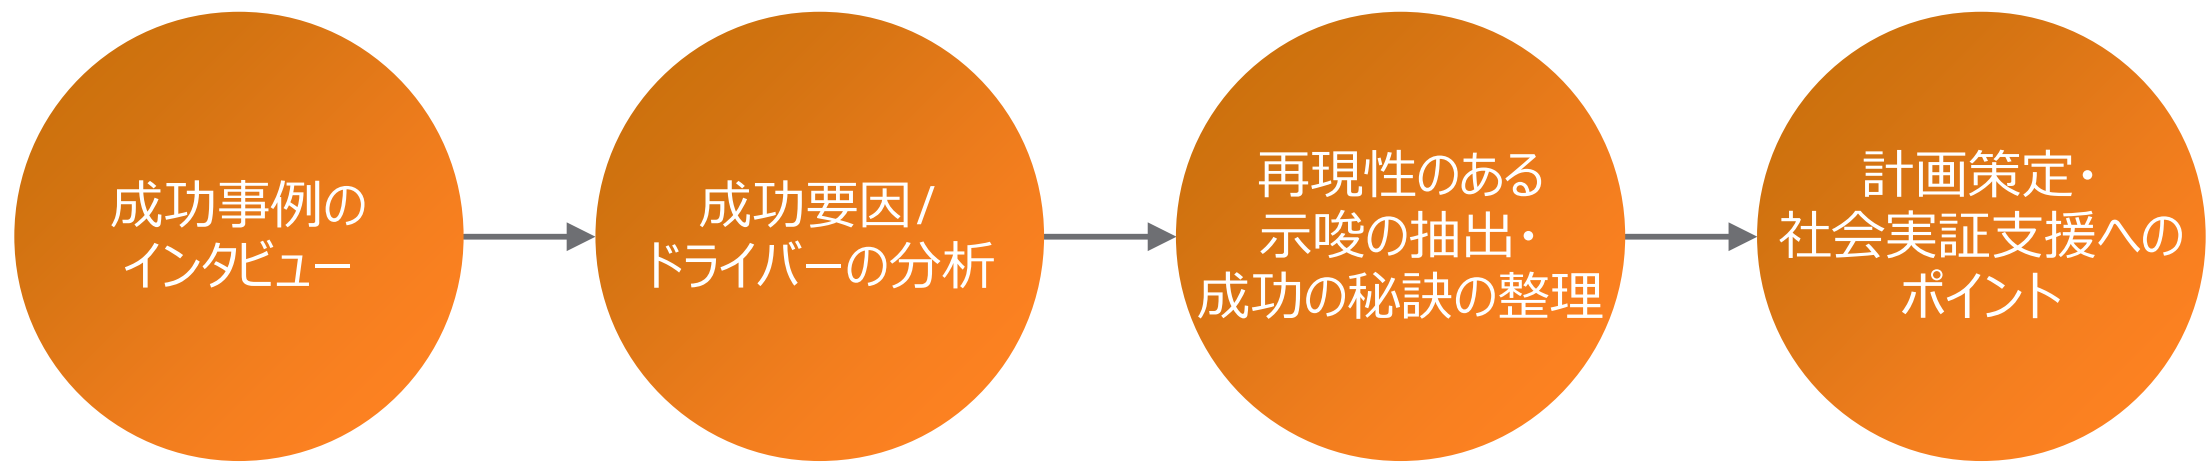 成功事例の
インタビュー
成功要因/
ドライバーの分析
再現性のある
示唆の抽出・
成功の秘訣の整理
計画策定・
社会実証支援への
ポイント